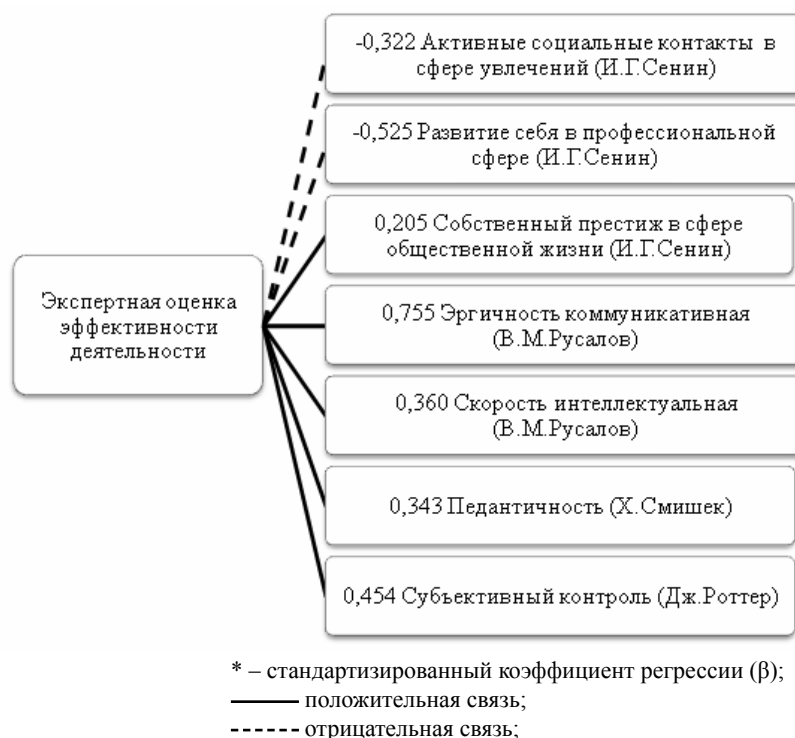 -0,322 Активные социальные контакты в
сфере увлечений (И.Г.Сенин)
-0,525 Развитие себя в профессиональной
сфере (И.Г.Сенин)
0,205 Собственный престиж в сфере
общественной жизни (И.Г.Сенин)
Экспертная оценка
эффективности
деятельности
0,755 Эргичность коммуникативная
(В.М.Русалов)
0,360 Скорость интеллектуальная
(В.М.Русалов)
0,343 Педантичность (Х.Смишек)
0,454 Субъективный контроль (Дж.Роттер)
* – стандартизированный коэффициент регрессии (β);
положительная связь;
отрицательная связь;